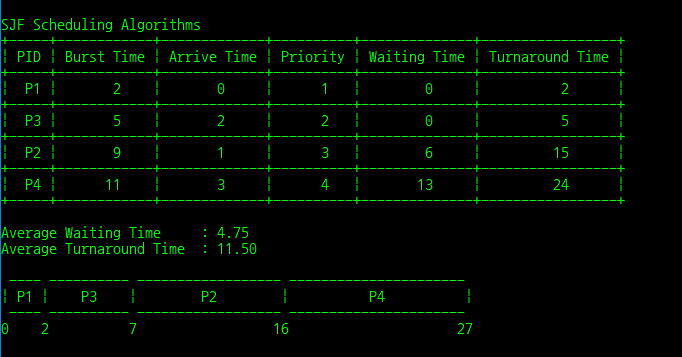 SJF Scheduling Algorithms
| PID | Burst Time | Arrive Time | Priority | Waiting Time | Turnaround Time |
| P1 | 2 | 0 | 1 | 0 | 2 |
| P3 | 5 | 2 | 2 | 0 | 5 |
| P2 | 9 | 1 | 3 | 6 | 15 |
| P4 | 11 | 3 | 4 | 13 | 24 |
Average Waiting Time : 4.75
Average Turnaround Time : 11.50
| P1 | P3 | P2 | P4 |
0 2 7 16 27